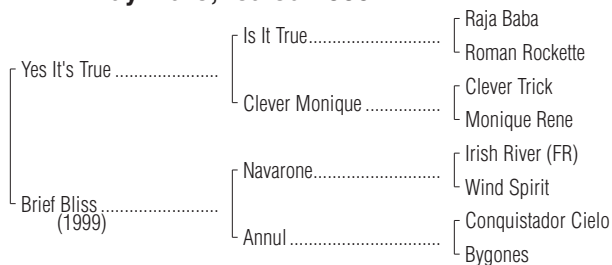 Raja Baba
Is It True
Roman Rockette
Yes It's True
Clever Trick
Clever Monique
Monique Rene
Irish River (FR)
Navarone
Wind Spirit
Brief Bliss
(1999)
Conquistador Cielo
Annul
Bygones